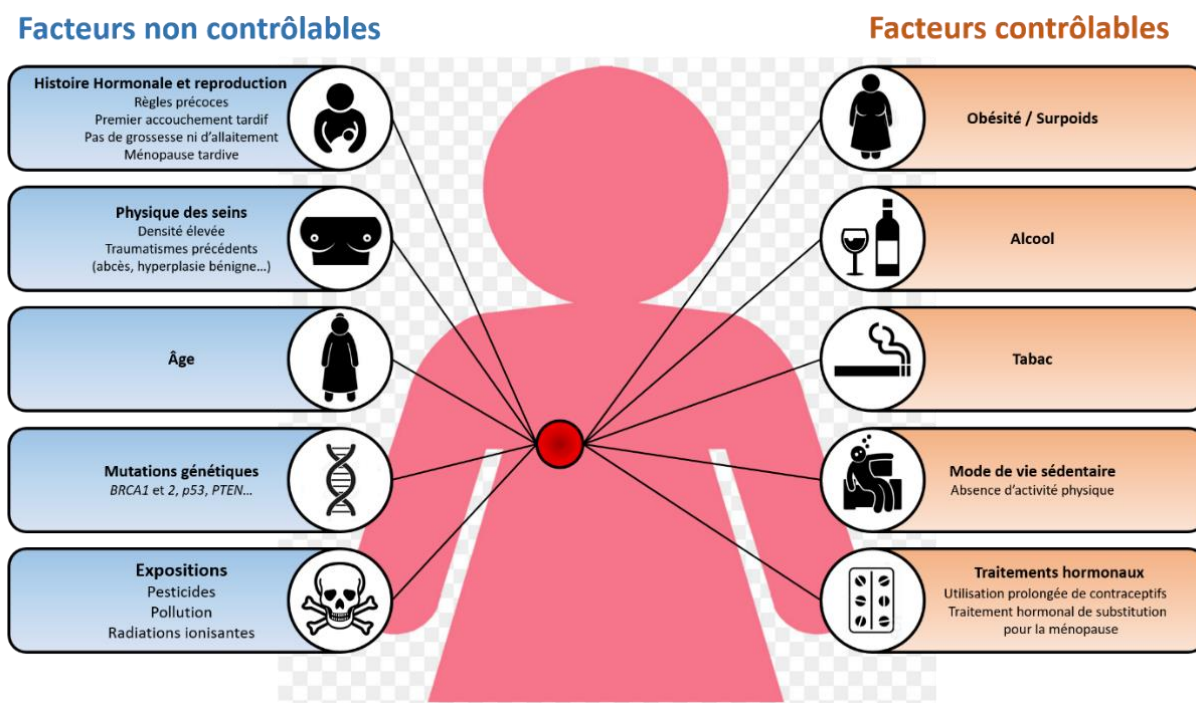 Facteurs non contrôlables
Histoire Hormonale et reproduction
Règles précoces
Premier accouchement tardif
Pas de grossesse ni d'allaitement
Ménopause tardive
Physique des seins
Densité élevée
Traumatismes précédents
(abcès, hyperplasie bénigne…)
Âge
Mutations génétiques
BRCA1 et 2, p53, PTEN…
Expositions
Pesticides
Pollution
Radiations ionisantes
Facteurs contrôlables
Obésité / Surpoids
Alcool
Tabac
Mode de vie sédentaire
Absence d'activité physique
Traitements hormonaux
Utilisation prolongée de contraceptifs
Traitement hormonal de substitution
pour la ménopause